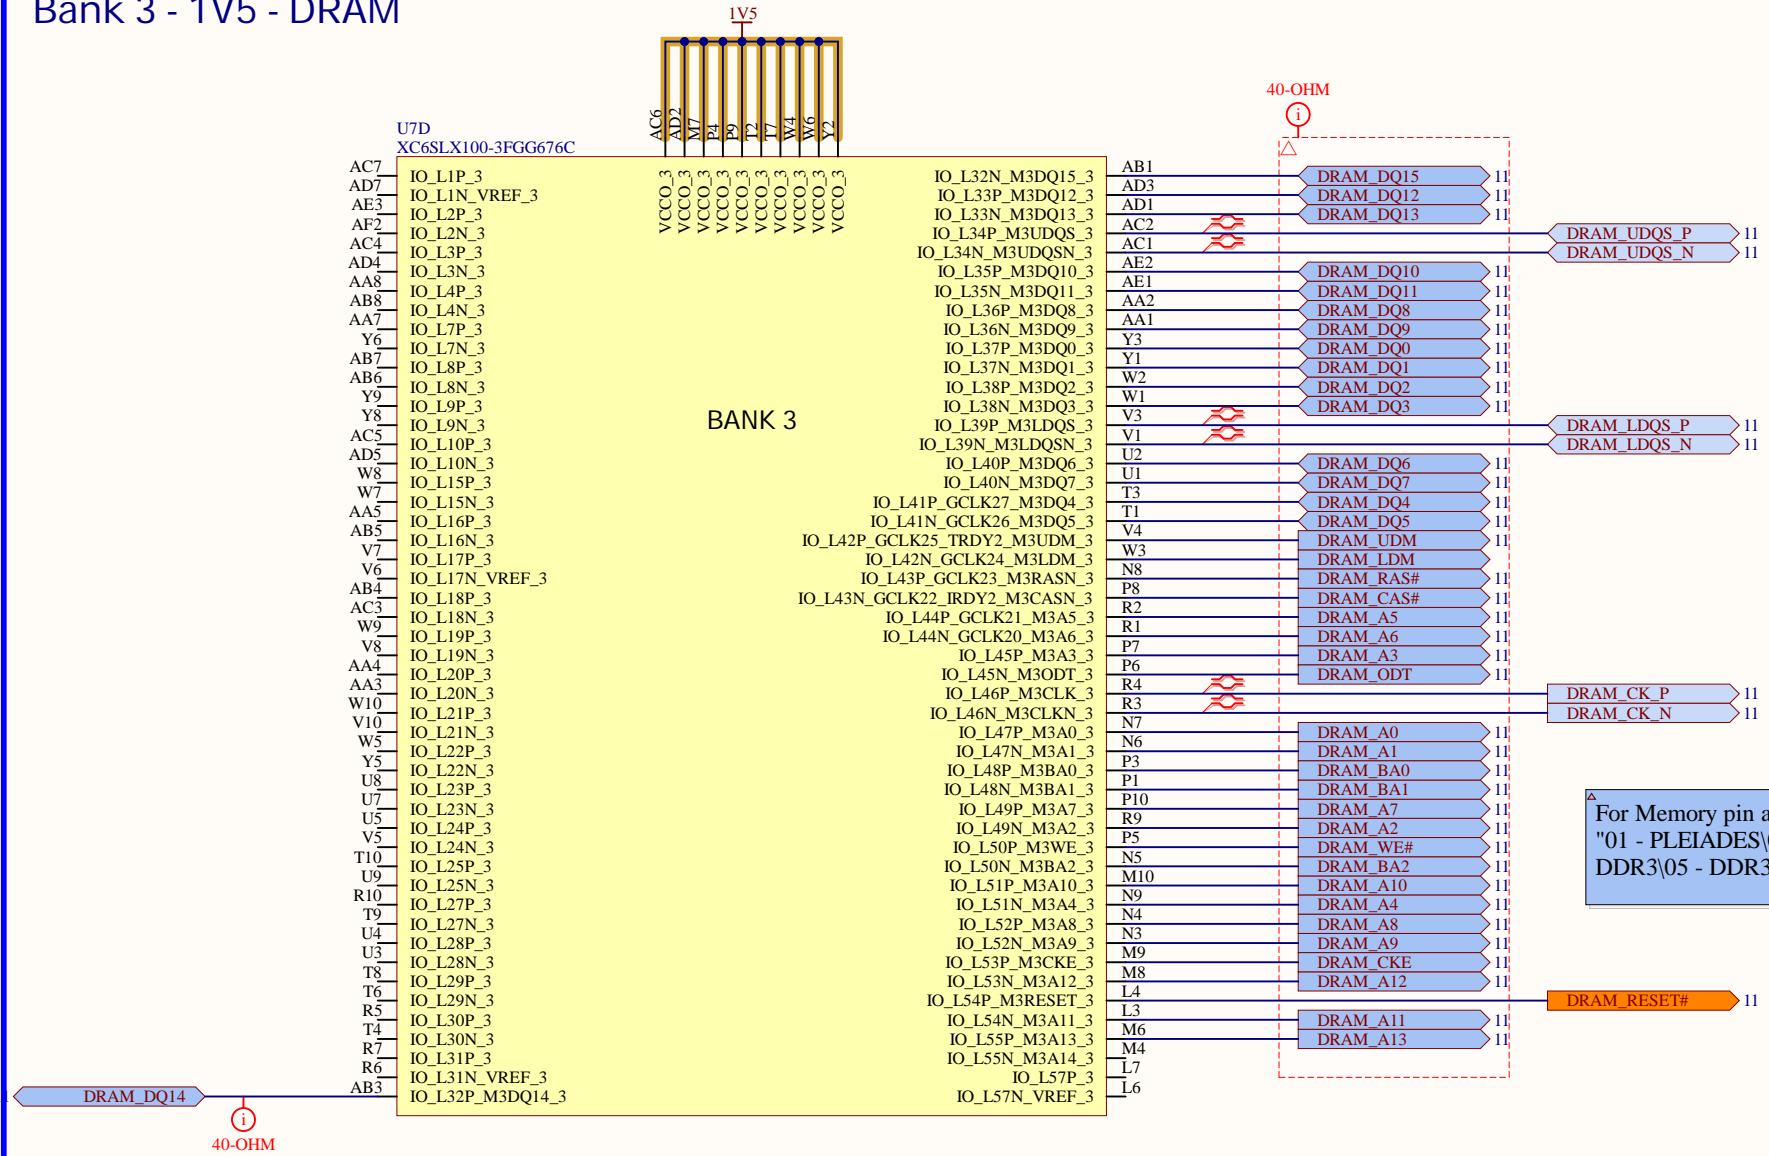 Bank 3 - 1V5 - DRAM
1V5
40-OHM
i
U7D
XC6SLX100-3FGG676C
AC6 AD2 M7 P4 P9 T2 T7 W4 W6 Y2
VCCO_3 VCCO_3 VCCO_3 VCCO_3 VCCO_3 VCCO_3 VCCO_3 VCCO_3 VCCO_3 VCCO_3
BANK 3
AC7 IO_L1P_3 IO_L32N_M3DQ15_3 AB1 DRAM_DQ15 11
AD7 IO_L1N_VREF_3 IO_L33P_M3DQ12_3 AD3 DRAM_DQ12 11
AE3 IO_L2P_3 IO_L33N_M3DQ13_3 AD1 DRAM_DQ13 11
AF2 IO_L2N_3 IO_L34P_M3UDQS_3 AC2 DRAM_UDQS_P 11
AC4 IO_L3P_3 IO_L34N_M3UDQSN_3 AC1 DRAM_UDQS_N 11
AD4 IO_L3N_3 IO_L35P_M3DQ10_3 AE2 DRAM_DQ10 11
AA8 IO_L4P_3 IO_L35N_M3DQ11_3 AE1 DRAM_DQ11 11
AB8 IO_L4N_3 IO_L36P_M3DQ8_3 AA2 DRAM_DQ8 11
AA7 IO_L7P_3 IO_L36N_M3DQ9_3 AA1 DRAM_DQ9 11
Y6 IO_L7N_3 IO_L37P_M3DQ0_3 Y3 DRAM_DQ0 11
AB7 IO_L8P_3 IO_L37N_M3DQ1_3 Y1 DRAM_DQ1 11
AB6 IO_L8N_3 IO_L38P_M3DQ2_3 W2 DRAM_DQ2 11
Y9 IO_L9P_3 IO_L38N_M3DQ3_3 W1 DRAM_DQ3 11
Y8 IO_L9N_3 IO_L39P_M3LDQS_3 V3 DRAM_LDQS_P 11
AC5 IO_L10P_3 IO_L39N_M3LDQSN_3 V1 DRAM_LDQS_N 11
AD5 IO_L10N_3 IO_L40P_M3DQ6_3 U2 DRAM_DQ6 11
W8 IO_L15P_3 IO_L40N_M3DQ7_3 U1 DRAM_DQ7 11
W7 IO_L15N_3 IO_L41P_GCLK27_M3DQ4_3 T3 DRAM_DQ4 11
AA5 IO_L16P_3 IO_L41N_GCLK26_M3DQ5_3 T1 DRAM_DQ5 11
AB5 IO_L16N_3 IO_L42P_GCLK25_TRDY2_M3UDM_3 V4 DRAM_UDM 11
V7 IO_L17P_3 IO_L42N_GCLK24_M3LDM_3 W3 DRAM_LDM
V6 IO_L17N_VREF_3 IO_L43P_GCLK23_M3RASN_3 N8 DRAM_RAS# 11
AB4 IO_L18P_3 IO_L43N_GCLK22_IRDY2_M3CASN_3 P8 DRAM_CAS# 11
AC3 IO_L18N_3 IO_L44P_GCLK21_M3A5_3 R2 DRAM_A5 11
W9 IO_L19P_3 IO_L44N_GCLK20_M3A6_3 R1 DRAM_A6 11
V8 IO_L19N_3 IO_L45P_M3A3_3 P7 DRAM_A3 11
AA4 IO_L20P_3 IO_L45N_M3ODT_3 P6 DRAM_ODT 11
AA3 IO_L20N_3 IO_L46P_M3CLK_3 R4 DRAM_CK_P 11
W10 IO_L21P_3 IO_L46N_M3CLKN_3 R3 DRAM_CK_N 11
V10 IO_L21N_3 IO_L47P_M3A0_3 N7 DRAM_A0 11
W5 IO_L22P_3 IO_L47N_M3A1_3 N6 DRAM_A1 11
Y5 IO_L22N_3 IO_L48P_M3BA0_3 P3 DRAM_BA0 11
U8 IO_L23P_3 IO_L48N_M3BA1_3 P1 DRAM_BA1 11
U7 IO_L23N_3 IO_L49P_M3A7_3 P10 DRAM_A7 11
U5 IO_L24P_3 IO_L49N_M3A2_3 R9 DRAM_A2 11
V5 IO_L24N_3 IO_L50P_M3WE_3 P5 DRAM_WE# 11
T10 IO_L25P_3 IO_L50N_M3BA2_3 N5 DRAM_BA2 11
U9 IO_L25N_3 IO_L51P_M3A10_3 M10 DRAM_A10 11
R10 IO_L27P_3 IO_L51N_M3A4_3 N9 DRAM_A4 11
T9 IO_L27N_3 IO_L52P_M3A8_3 N4 DRAM_A8 11
U4 IO_L28P_3 IO_L52N_M3A9_3 N3 DRAM_A9 11
U3 IO_L28N_3 IO_L53P_M3CKE_3 M9 DRAM_CKE 11
T8 IO_L29P_3 IO_L53N_M3A12_3 M8 DRAM_A12 11
T6 IO_L29N_3 IO_L54P_M3RESET_3 L4 DRAM_RESET# 11
R5 IO_L30P_3 IO_L54N_M3A11_3 L3 DRAM_A11 11
T4 IO_L30N_3 IO_L55P_M3A13_3 M6 DRAM_A13 11
R7 IO_L31P_3 IO_L55N_M3A14_3 M4
R6 IO_L31N_VREF_3 IO_L57P_3 L7
DRAM_DQ14 AB3 IO_L32P_M3DQ14_3 IO_L57N_VREF_3 L6
i
40-OHM
For Memory pin
"01 - PLEIADES\
DDR3\05 - DDR3